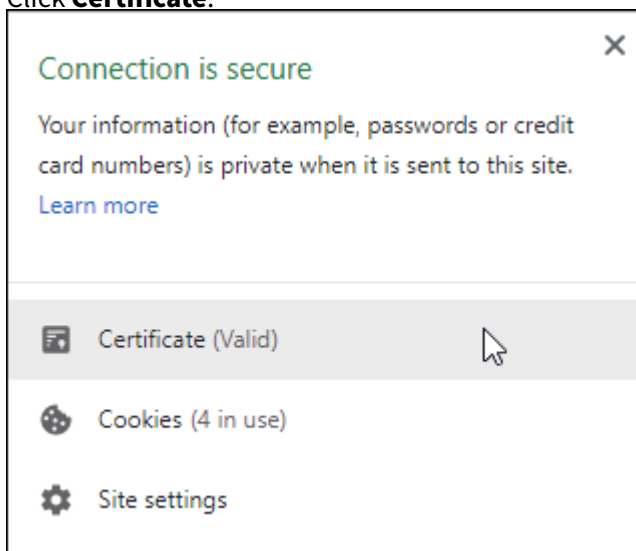 Click Certificate.
Connection is secure
Your information (for example, passwords or credit
card numbers) is private when it is sent to this site.
Learn more
Certificate (Valid)
Cookies (4 in use)
Site settings